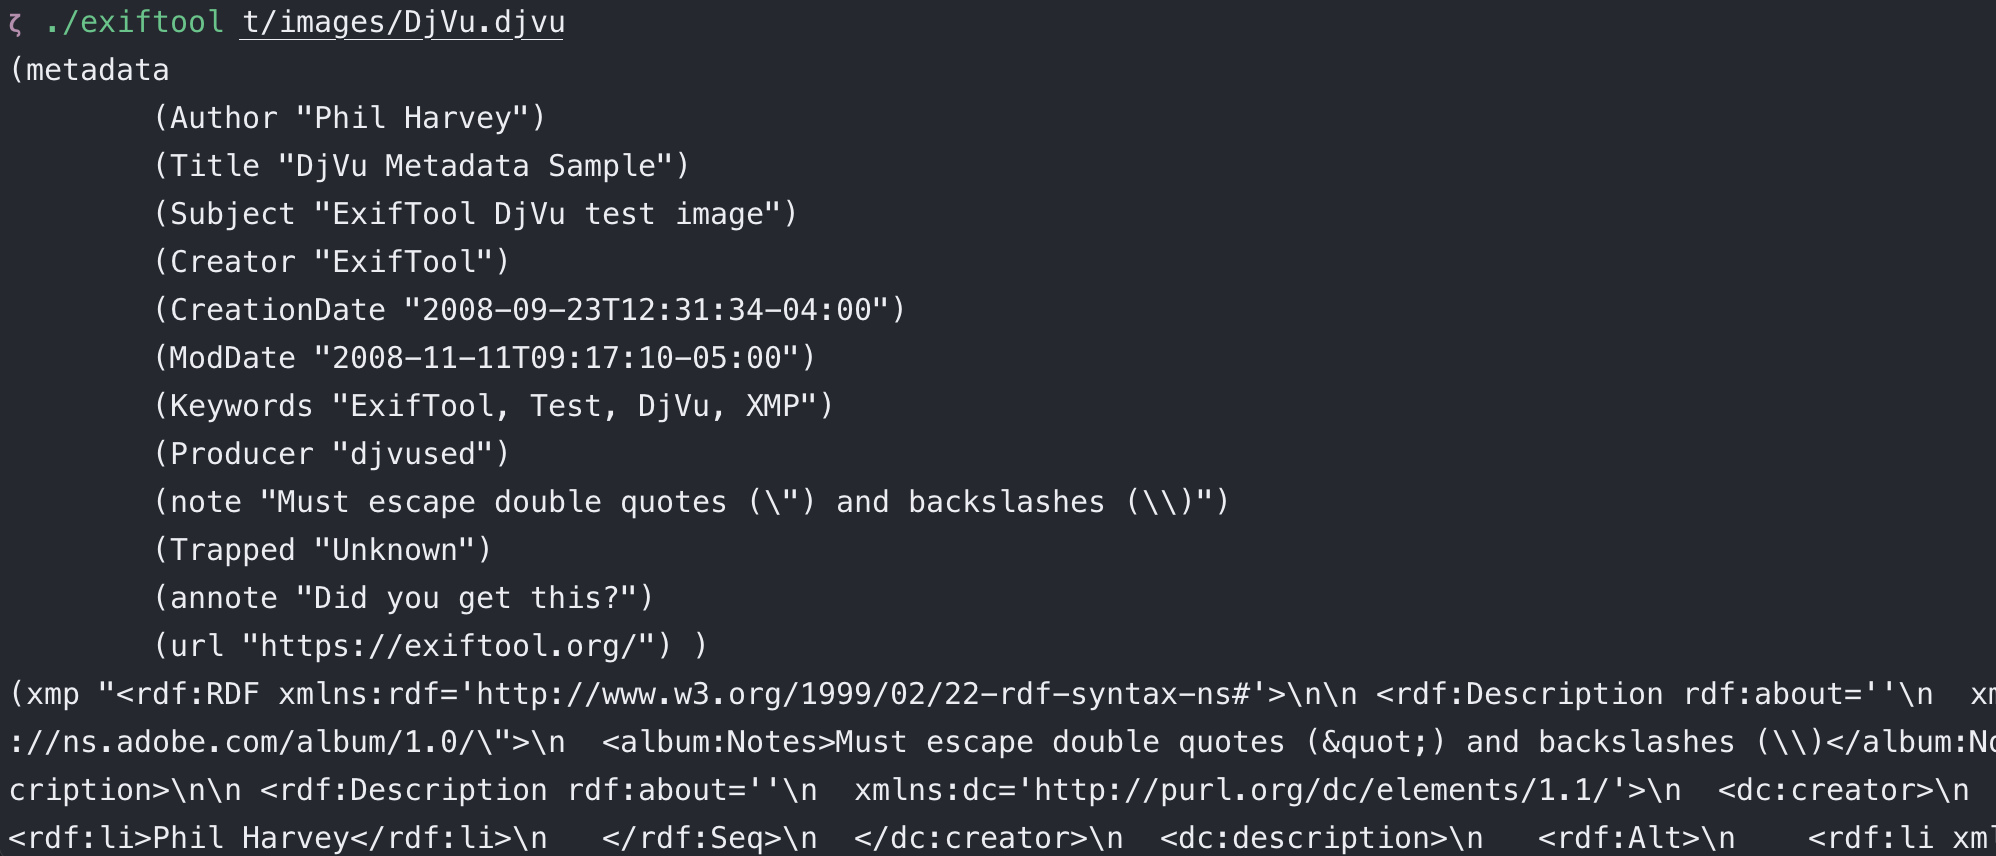 ζ ./exiftool t/images/DjVu.djvu
(metadata
        (Author "Phil Harvey")
        (Title "DjVu Metadata Sample")
        (Subject "ExifTool DjVu test image")
        (Creator "ExifTool")
        (CreationDate "2008-09-23T12:31:34-04:00")
        (ModDate "2008-11-11T09:17:10-05:00")
        (Keywords "ExifTool, Test, DjVu, XMP")
        (Producer "djvused")
        (note "Must escape double quotes (\") and backslashes (\\)")
        (Trapped "Unknown")
        (annote "Did you get this?")
        (url "https://exiftool.org/") )
(xmp "<rdf:RDF xmlns:rdf='http://www.w3.org/1999/02/22-rdf-syntax-ns#'>\n\n <rdf:Description rdf:about=''\n  xm
://ns.adobe.com/album/1.0/\">\n  <album:Notes>Must escape double quotes (&quot;) and backslashes (\\)</album:No
cription>\n\n <rdf:Description rdf:about=''\n  xmlns:dc='http://purl.org/dc/elements/1.1/'>\n  <dc:creator>\n
<rdf:li>Phil Harvey</rdf:li>\n   </rdf:Seq>\n  </dc:creator>\n  <dc:description>\n   <rdf:Alt>\n    <rdf:li xml